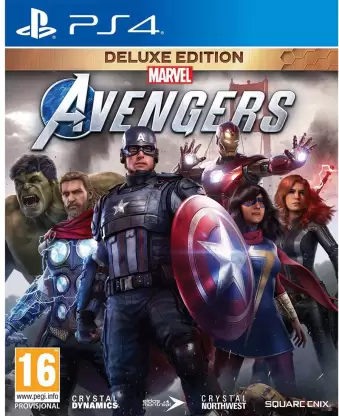 PS4
DELUXE EDITION
MARVEL
AVENGERS
A
16
www.pegi.info
PROVISIONAL
CRYSTAL
DYNAMICS
CRYSTAL
NORTHWEST
SQUARE ENIX